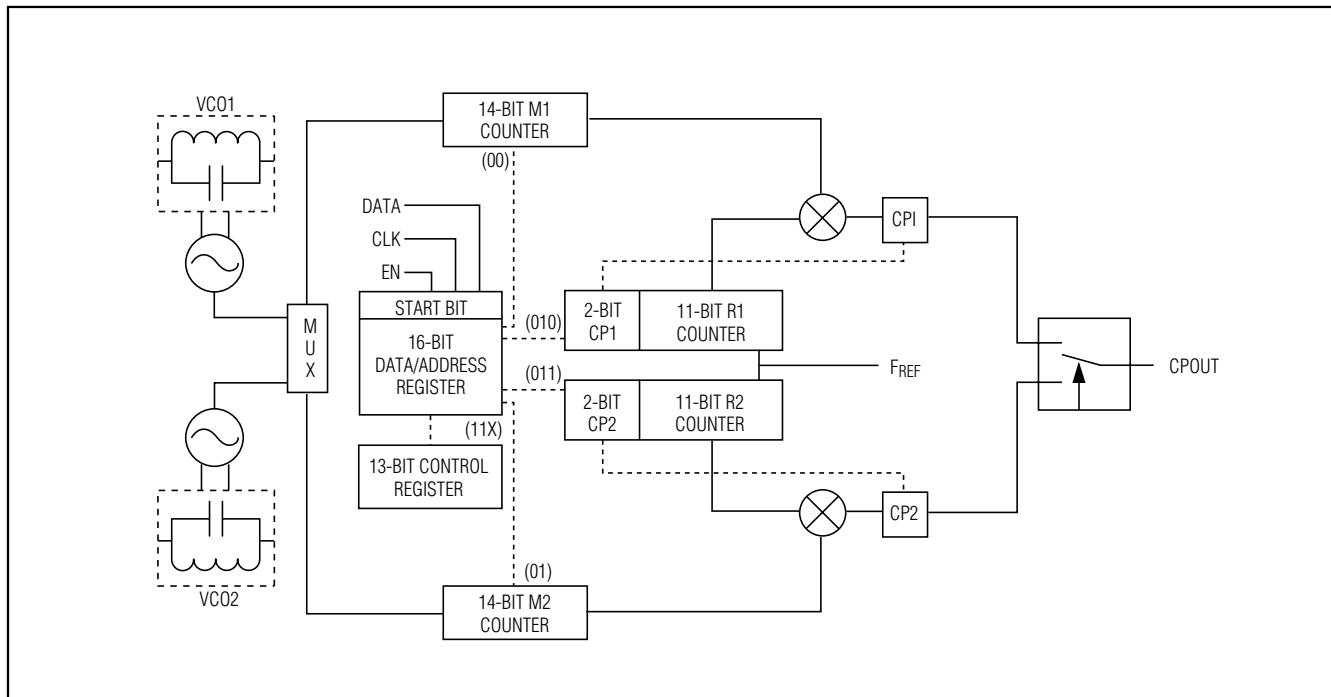 VCO1
14-BIT M1
COUNTER
(00)
DATA
CLK
EN
START BIT
16-BIT
DATA/ADDRESS
REGISTER
(010)
(011)
(11X)
13-BIT CONTROL
REGISTER
MUX
2-BIT
CP1
11-BIT R1
COUNTER
2-BIT
CP2
11-BIT R2
COUNTER
FREF
CP1
CP2
CPOUT
VCO2
(01)
14-BIT M2
COUNTER